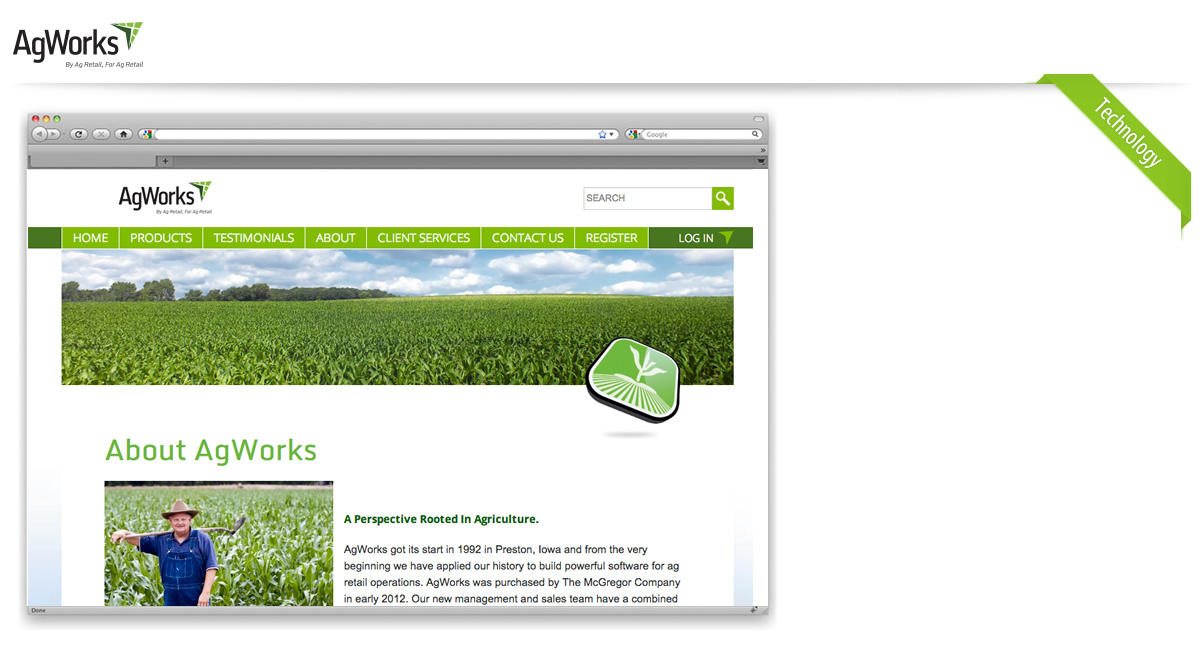 AgWorks
By Ag Retail, For Ag Retail
Technology
Google
AgWorks
By Ag Retail, For Ag Retail
SEARCH
HOME PRODUCTS TESTIMONIALS ABOUT CLIENT SERVICES CONTACT US REGISTER LOG IN
About AgWorks
A Perspective Rooted In Agriculture.
AgWorks got its start in 1992 in Preston, Iowa and from the very
beginning we have applied our history to build powerful software for ag
retail operations. AgWorks was purchased by The McGregor Company
in early 2012. Our new management and sales team have a combined
Done